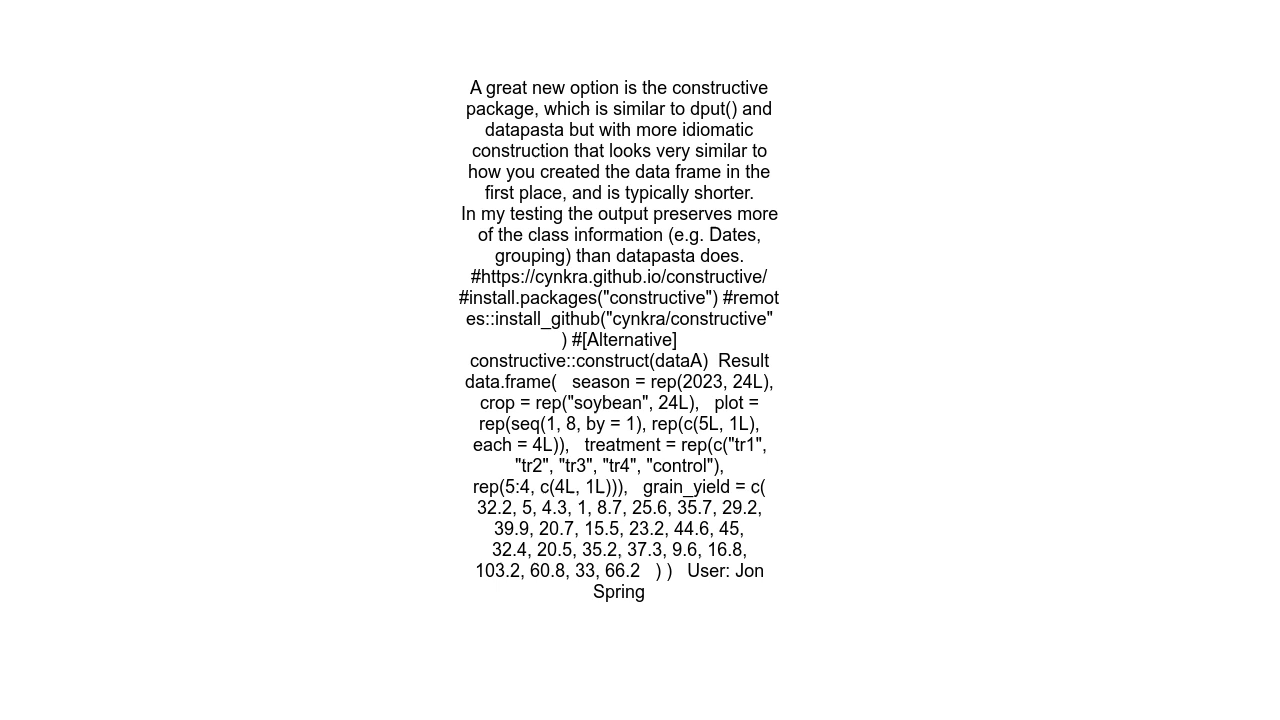 A great new option is the constructive
package, which is similar to dput() and
datapasta but with more idiomatic
construction that looks very similar to
how you created the data frame in the
first place, and is typically shorter.
In my testing the output preserves more
of the class information (e.g. Dates,
grouping) than datapasta does.
#https://cynkra.github.io/constructive/
#install.packages("constructive") #remot
es::install_github("cynkra/constructive"
) #[Alternative]
constructive::construct(dataA)  Result
data.frame(   season = rep(2023, 24L),
crop = rep("soybean", 24L),   plot =
rep(seq(1, 8, by = 1), rep(c(5L, 1L),
each = 4L)),   treatment = rep(c("tr1",
"tr2", "tr3", "tr4", "control"),
rep(5:4, c(4L, 1L))),   grain_yield = c(
32.2, 5, 4.3, 1, 8.7, 25.6, 35.7, 29.2,
39.9, 20.7, 15.5, 23.2, 44.6, 45,
32.4, 20.5, 35.2, 37.3, 9.6, 16.8,
103.2, 60.8, 33, 66.2   ) )   User: Jon
Spring